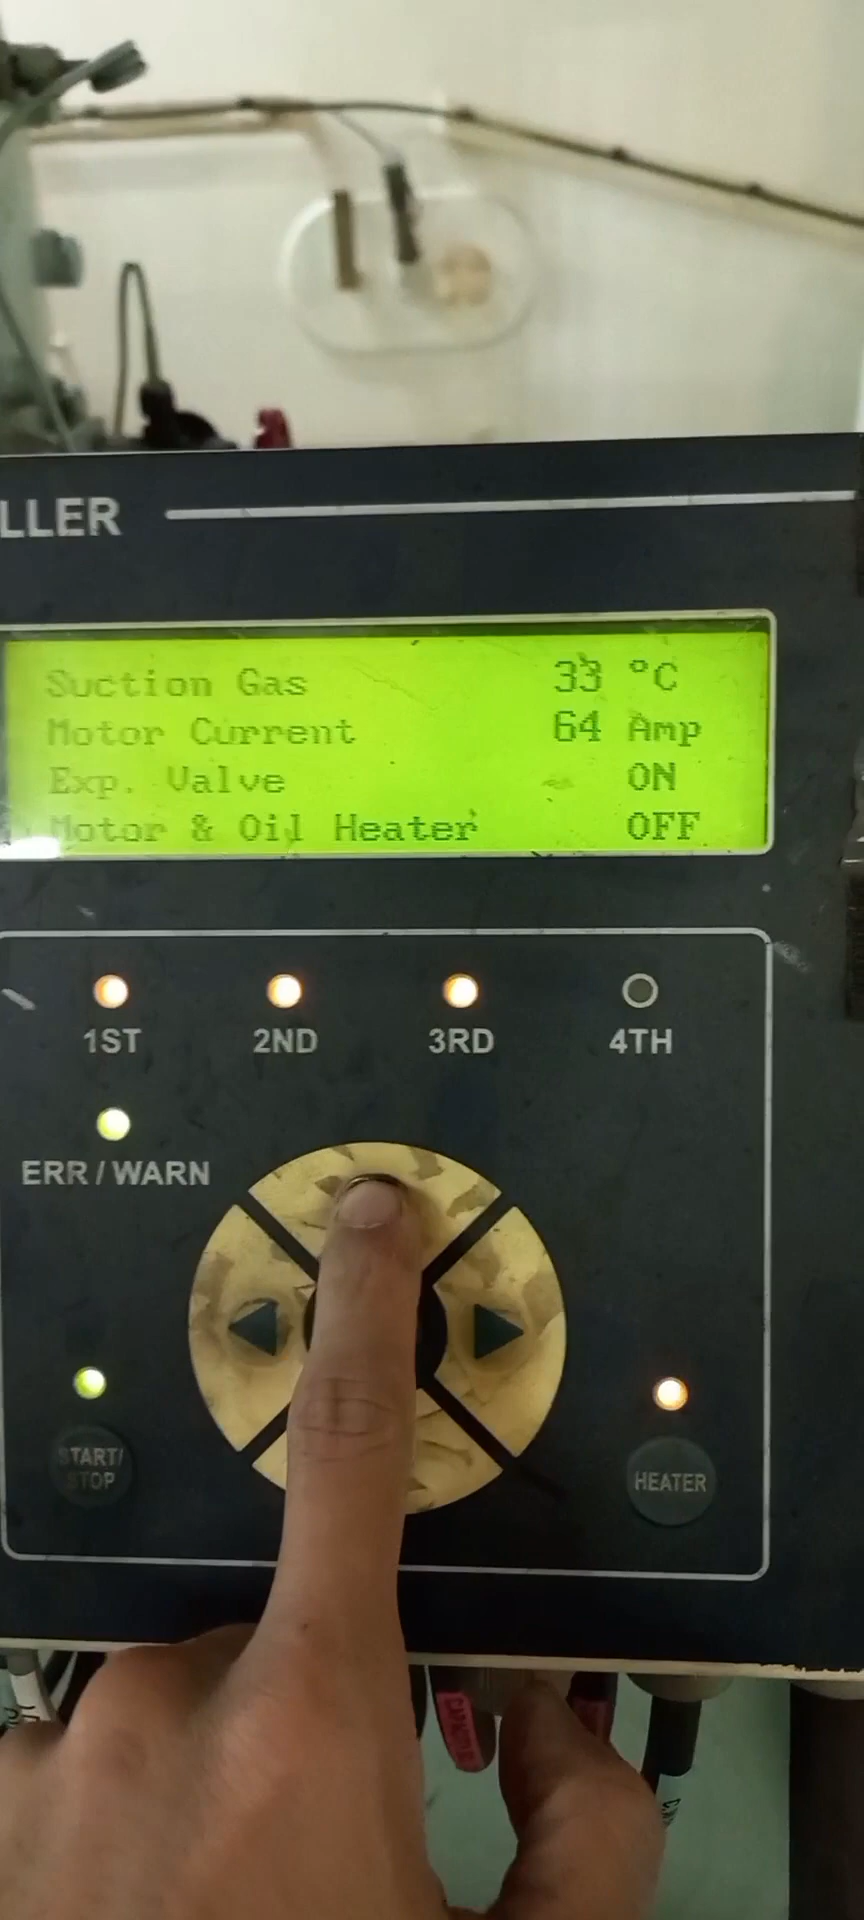 LLER
Suction Gas 33 °C
Motor Current 64 Amp
Exp. Valve ON
Motor & Oil Heater OFF
1ST 2ND 3RD 4TH
ERR / WARN
START/
STOP
HEATER